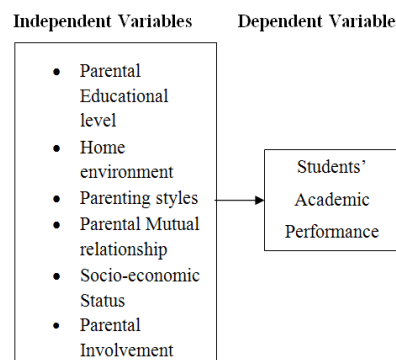 Independent Variables Dependent Variable
• Parental
Educational
level
• Home
environment
• Parenting styles
• Parental Mutual
relationship
• Socio-economic
Status
• Parental
Involvement
Students’
Academic
Performance